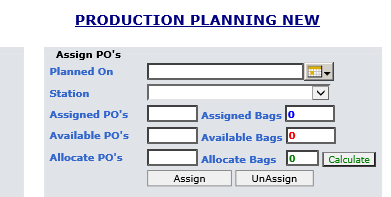 PRODUCTION PLANNING NEW
Assign PO's
Planned On
Station
Assigned PO's Assigned Bags 0
Available PO's Available Bags 0
Allocate PO's Allocate Bags 0 Calculate
Assign UnAssign